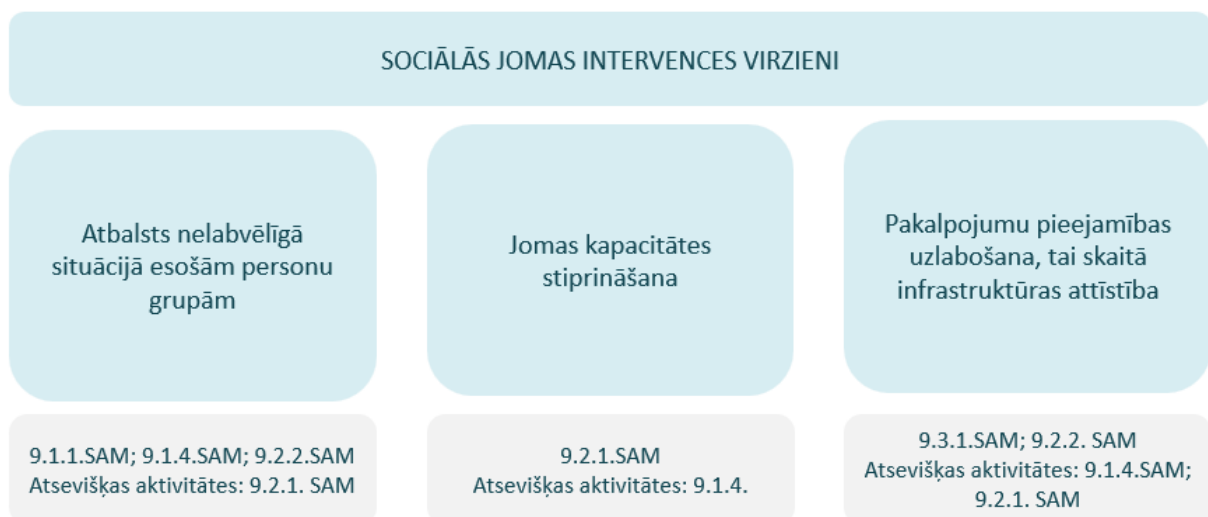 SOCIĀLĀS JOMAS INTERVENCES VIRZIENI
Atbalsts nelabvēlīgā
situācijā esošām personu
grupām
Jomas kapacitātes
stiprināšana
Pakalpojumu pieejamības
uzlabošana, tai skaitā
infrastruktūras attīstība
9.1.1.SAM; 9.1.4.SAM; 9.2.2.SAM
Atsevišķas aktivitātes: 9.2.1. SAM
9.2.1.SAM
Atsevišķas aktivitātes: 9.1.4.
9.3.1.SAM; 9.2.2. SAM
Atsevišķas aktivitātes: 9.1.4.SAM;
9.2.1. SAM